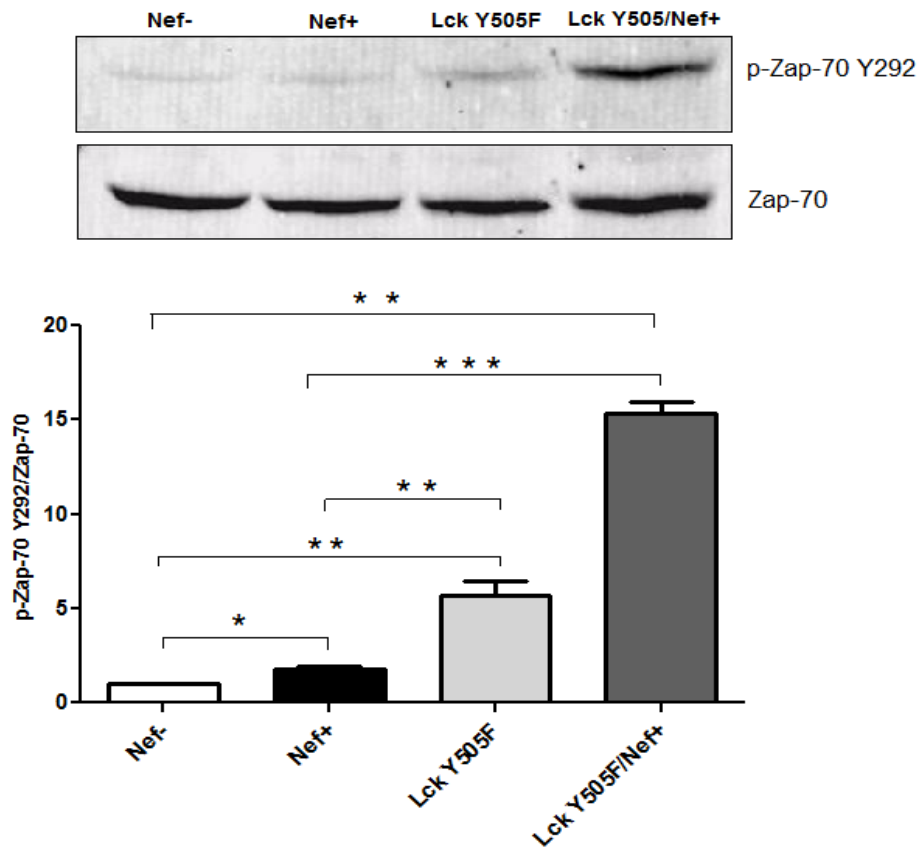 Nef- Nef+ Lck Y505F Lck Y505/Nef+
p-Zap-70 Y292
Zap-70
* *
20
* * *
15
p-Zap-70 Y292/Zap-70
* *
10
* *
5
*
0
Nef- Nef+ Lck Y505F Lck Y505F/Nef+